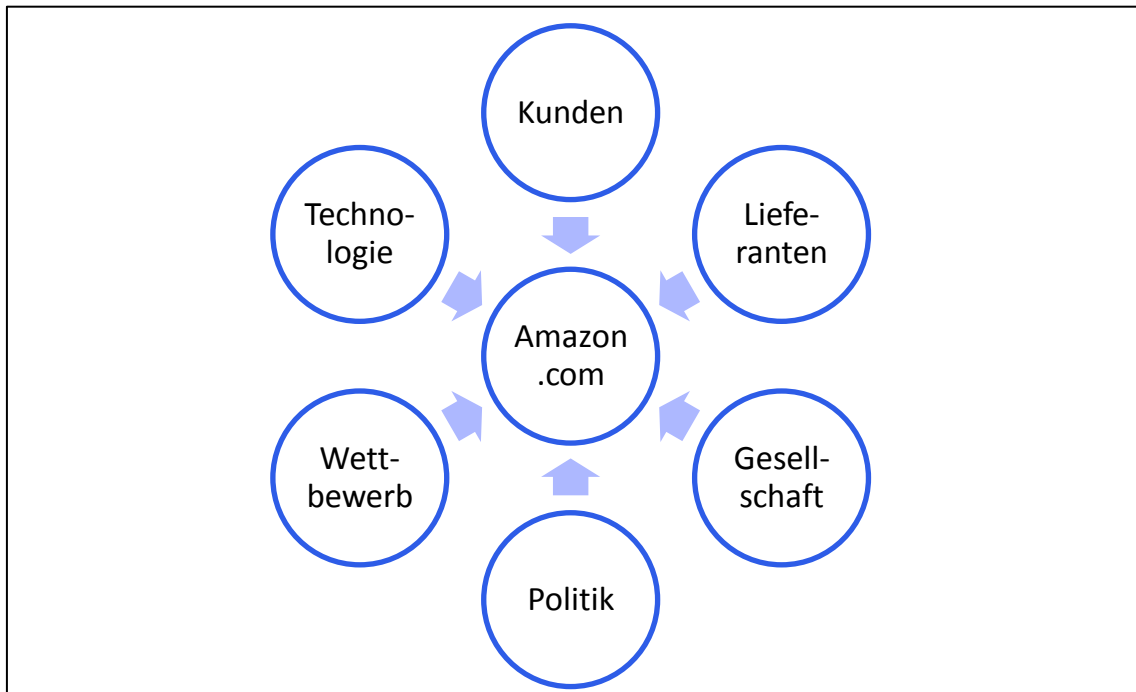 Kunden
Techno-
logie
Liefe-
ranten
Amazon
.com
Wett-
bewerb
Gesell-
schaft
Politik